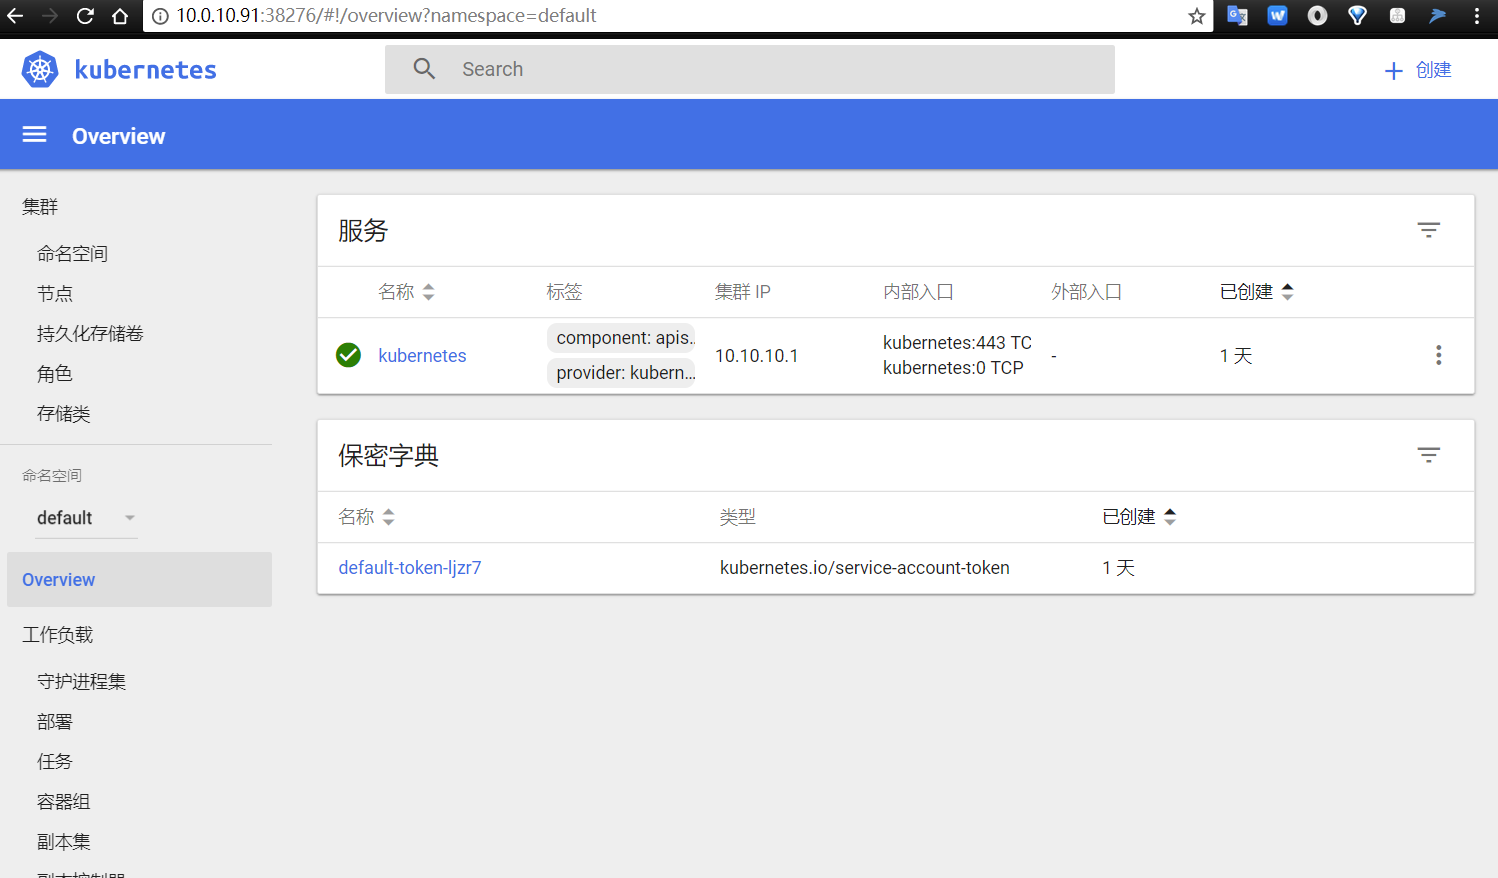 10.0.10.91:38276/#!/overview?namespace=default
kubernetes
Search
创建
Overview
集群
命名空间
节点
持久化存储卷
角色
存储类
命名空间
default
Overview
工作负载
守护进程集
部署
任务
容器组
副本集
服务
名称 标签 集群 IP 内部入口 外部入口 已创建
kubernetes
component: apis...
provider: kubern...
10.10.10.1
kubernetes:443 TC
kubernetes:0 TCP
-
1 天
保密字典
名称 类型 已创建
default-token-ljzr7 kubernetes.io/service-account-token 1 天